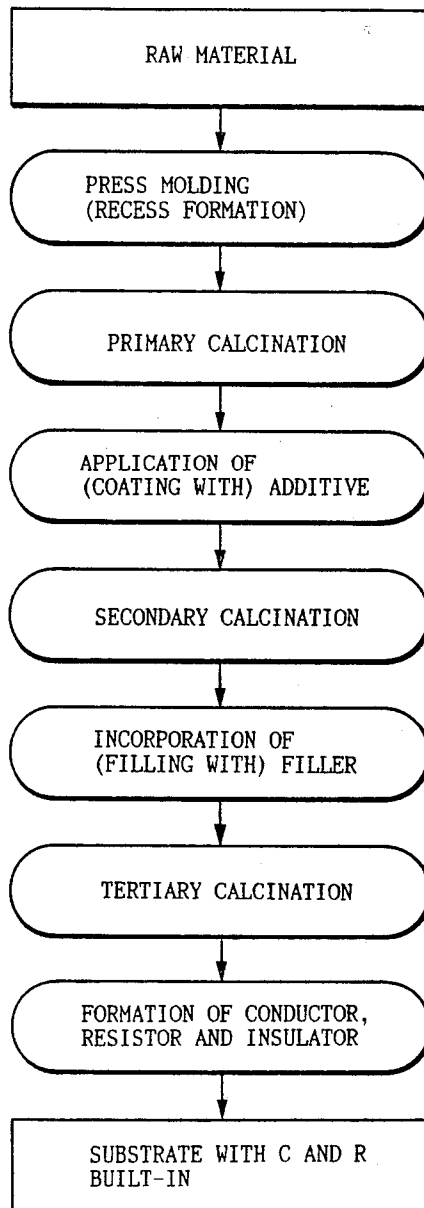 RAW MATERIAL
PRESS MOLDING
(RECESS FORMATION)
PRIMARY CALCINATION
APPLICATION OF
(COATING WITH) ADDITIVE
SECONDARY CALCINATION
INCORPORATION OF
(FILLING WITH) FILLER
TERTIARY CALCINATION
FORMATION OF CONDUCTOR,
RESISTOR AND INSULATOR
SUBSTRATE WITH C AND R
BUILT-IN